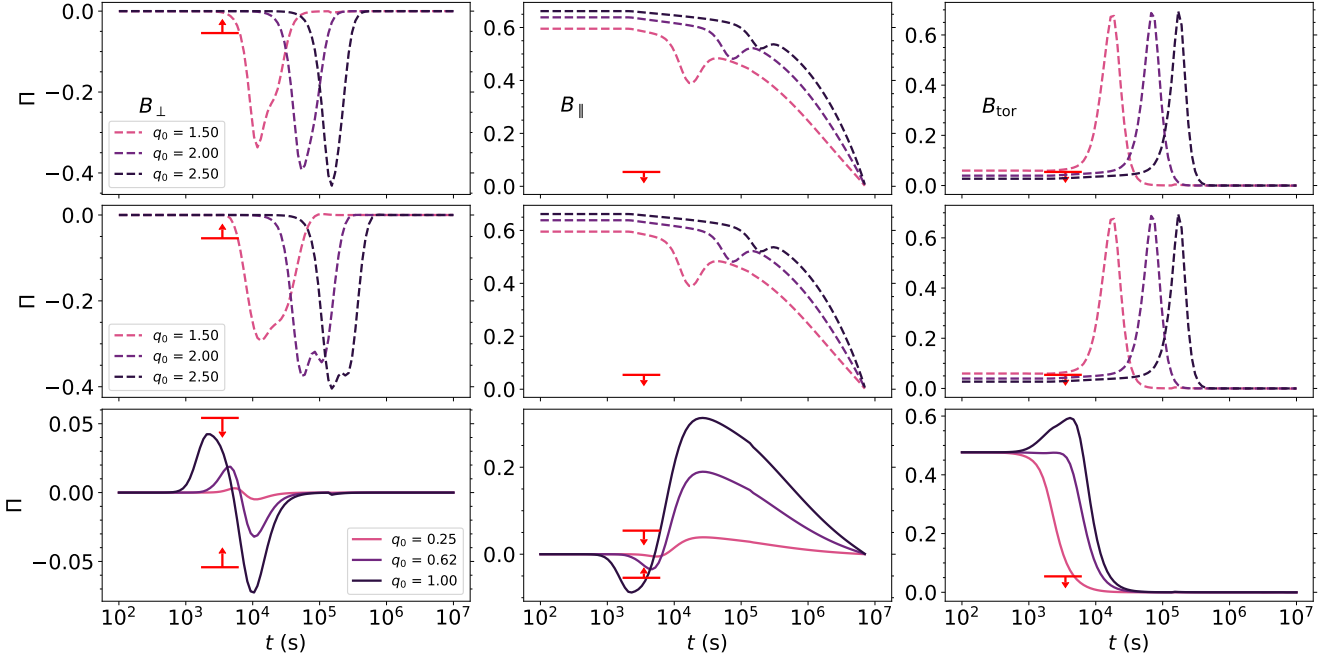 0.0
−0.2
−0.4
Π
B⊥
q₀ = 1.50
q₀ = 2.00
q₀ = 2.50
0.6
0.4
0.2
0.0
B∥
0.6
0.4
0.2
0.0
B_tor
0.0
−0.2
−0.4
Π
q₀ = 1.50
q₀ = 2.00
q₀ = 2.50
0.6
0.4
0.2
0.0
0.6
0.4
0.2
0.0
0.05
0.00
−0.05
Π
q₀ = 0.25
q₀ = 0.62
q₀ = 1.00
10² 10³ 10⁴ 10⁵ 10⁶ 10⁷
t (s)
0.2
0.0
10² 10³ 10⁴ 10⁵ 10⁶ 10⁷
t (s)
0.6
0.4
0.2
0.0
10² 10³ 10⁴ 10⁵ 10⁶ 10⁷
t (s)